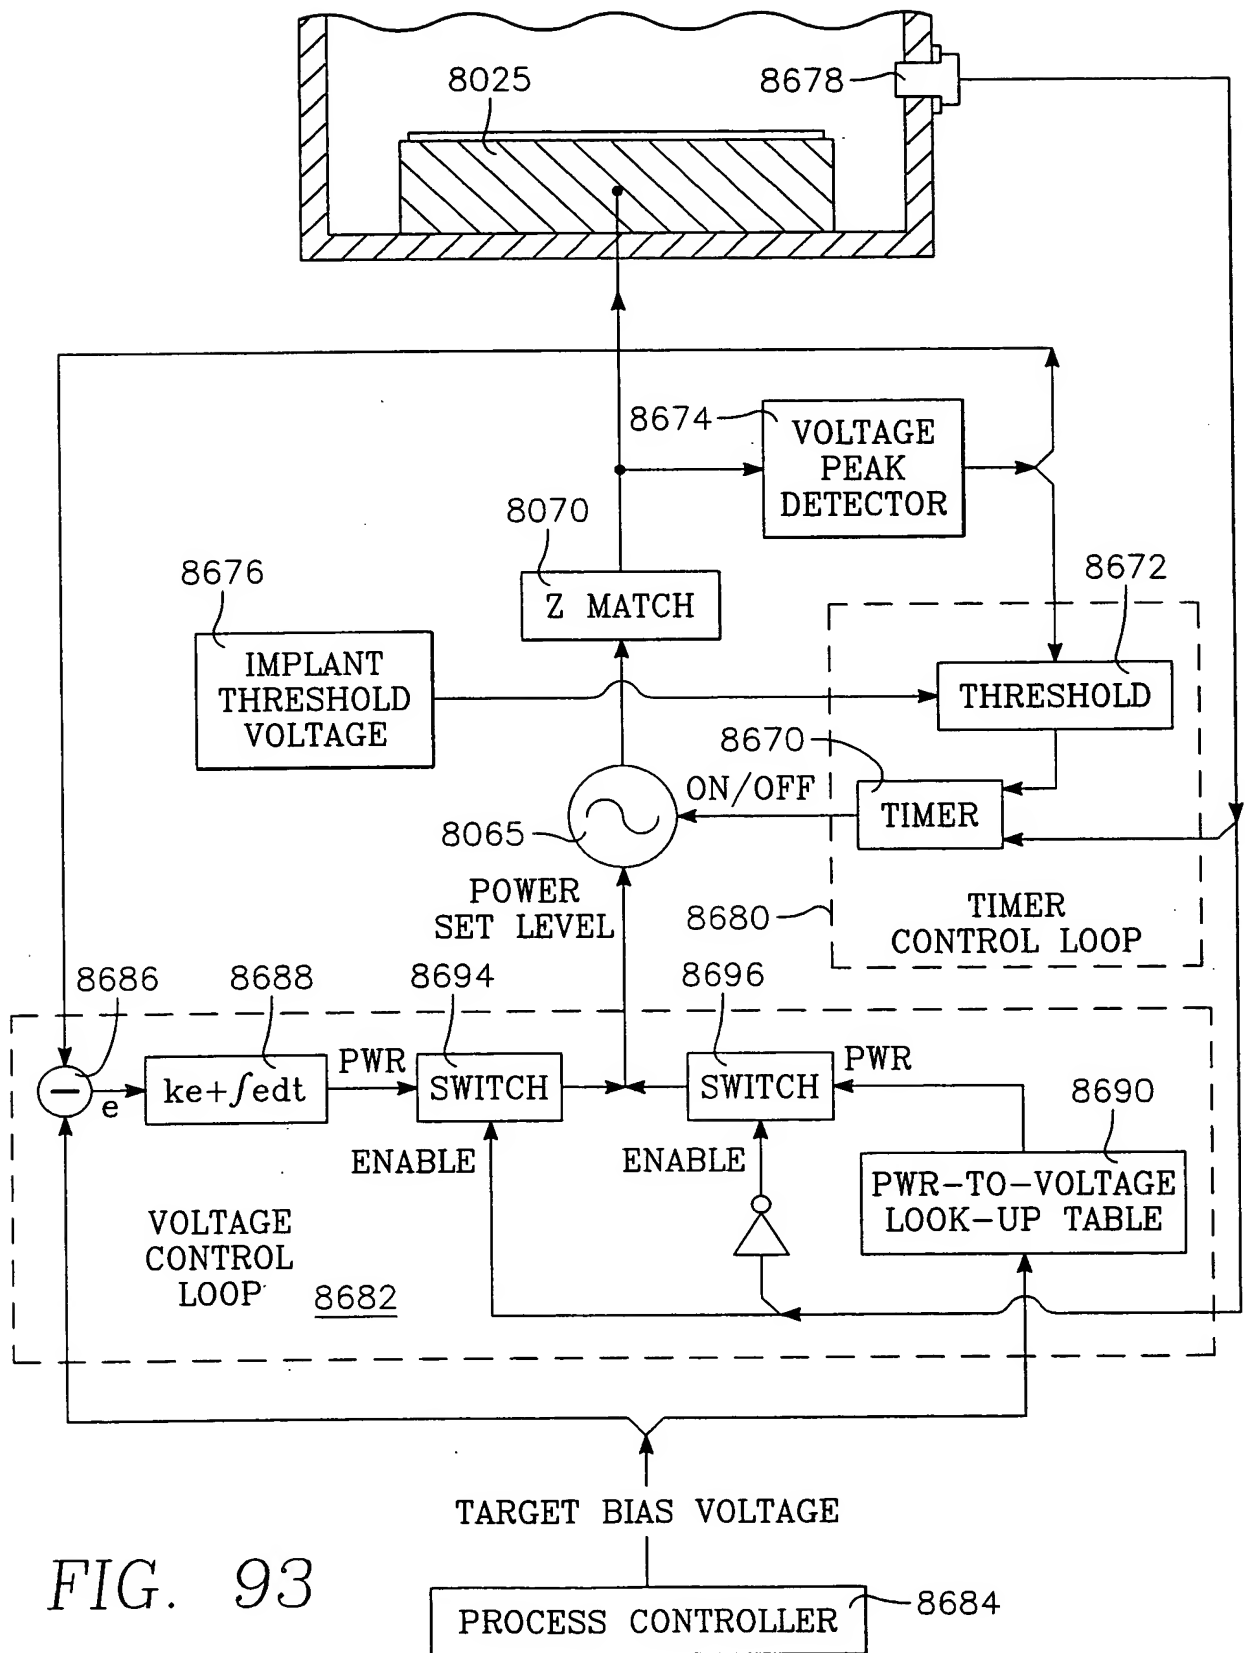 8025
8678
8674
VOLTAGE
PEAK
DETECTOR
8070
Z MATCH
8676
IMPLANT
THRESHOLD
VOLTAGE
8672
THRESHOLD
8670
TIMER
ON/OFF
8065
POWER
SET LEVEL
8680
TIMER
CONTROL LOOP
8686
8688
8694
8696
e
ke+∫edt
PWR
SWITCH
SWITCH
PWR
8690
ENABLE
ENABLE
PWR-TO-VOLTAGE
LOOK-UP TABLE
VOLTAGE
CONTROL
LOOP
8682
TARGET BIAS VOLTAGE
FIG. 93
PROCESS CONTROLLER
8684